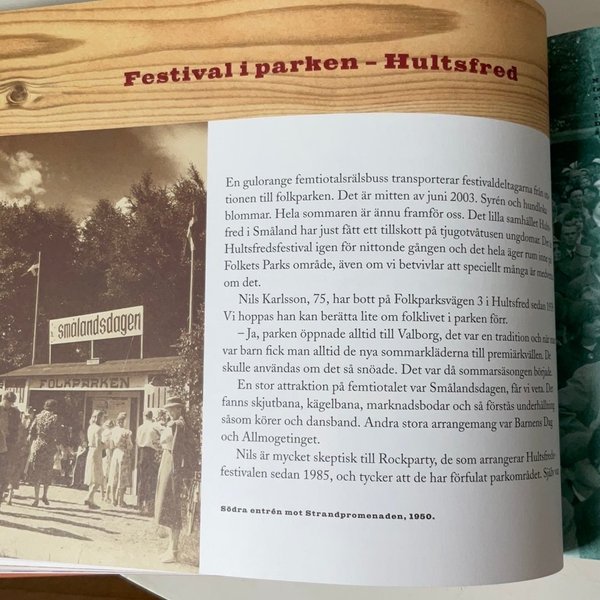 Festival i parken – Hultsfred
smålandsdagen
FOLKPARKEN
En gulorange femtiotalsrälsbuss transporterar festivaldeltagarna från
tionen till folkparken. Det är mitten av juni 2003. Syrén och
blommar. Hela sommaren är ännu framför oss. Det lilla samhället
fred i Småland har just fått ett tillskott på tjugotvåtusen ungdomar.
Hultsfredsfestival igen för nittonde gången och det hela äger rum
Folkets Parks område, även om vi betvivlar att speciellt många är
om det.
Nils Karlsson, 75, har bott på Folkparksvägen 3 i Hultsfred sedan
Vi hoppas han kan berätta lite om folklivet i parken förr.
– Ja, parken öppnade alltid till Valborg, det var en tradition och när
var barn fick man alltid de nya sommarkläderna till premiärkvällen. De
skulle användas om det så snöade. Det var då sommarsäsongen började.
En stor attraktion på femtiotalet var Smålandsdagen, får vi veta. Det
fanns skjutbana, kägelbana, marknadsbodar och så förstås underhållning
såsom körer och dansband. Andra stora arrangemang var Barnens Dag
och Allmogetinget.
Nils är mycket skeptisk till Rockparty, de som arrangerar Hultsfreds-
festivalen sedan 1985, och tycker att de har förfulat parkområdet. Själv
Södra entrén mot Strandpromenaden, 1950.